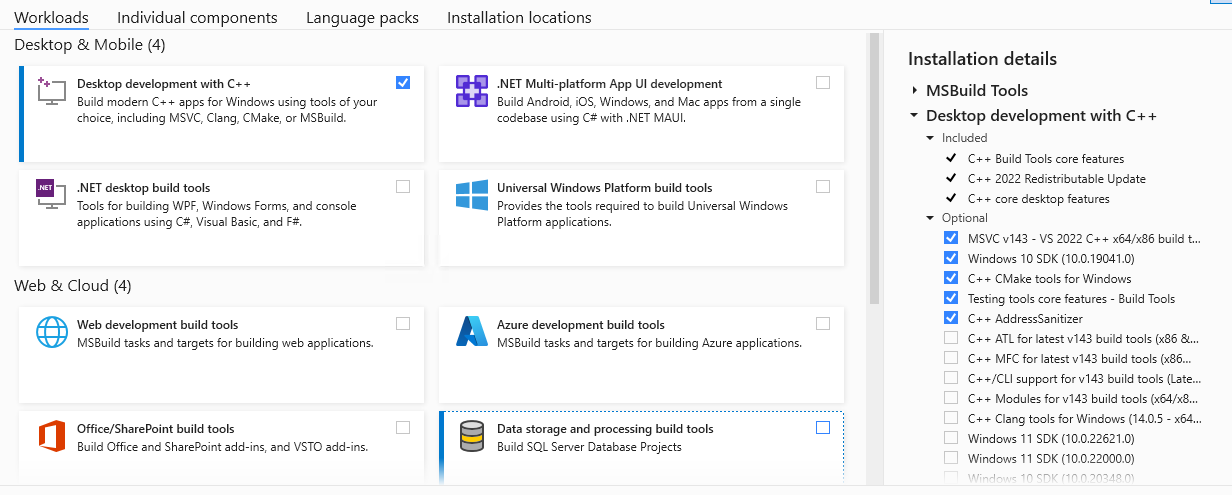 Workloads
Individual components
Language packs
Installation locations
Desktop & Mobile (4)
Desktop development with C++
Build modern C++ apps for Windows using tools of your
choice, including MSVC, Clang, CMake, or MSBuild.
.NET Multi-platform App UI development
Build Android, iOS, Windows, and Mac apps from a single
codebase using C# with .NET MAUI.
.NET
.NET desktop build tools
Tools for building WPF, Windows Forms, and console
applications using C#, Visual Basic, and F#.
Universal Windows Platform build tools
Provides the tools required to build Universal Windows
Platform applications.
Web & Cloud (4)
Web development build tools
MSBuild tasks and targets for building web applications.
Azure development build tools
MSBuild tasks and targets for building Azure applications.
Office/SharePoint build tools
Build Office and SharePoint add-ins, and VSTO add-ins.
Data storage and processing build tools
Build SQL Server Database Projects
Installation details
MSBuild Tools
Desktop development with C++
Included
C++ Build Tools core features
C++ 2022 Redistributable Update
C++ core desktop features
Optional
MSVC v143 - VS 2022 C++ x64/x86 build t...
Windows 10 SDK (10.0.19041.0)
C++ CMake tools for Windows
Testing tools core features - Build Tools
C++ AddressSanitizer
C++ ATL for latest v143 build tools (x86 &...
C++ MFC for latest v143 build tools (x86...
C++/CLI support for v143 build tools (Late...
C++ Modules for v143 build tools (x64/x8...
C++ Clang tools for Windows (14.0.5 - x64...
Windows 11 SDK (10.0.22621.0)
Windows 11 SDK (10.0.22000.0)
Windows 10 SDK (10.0.20348.0)